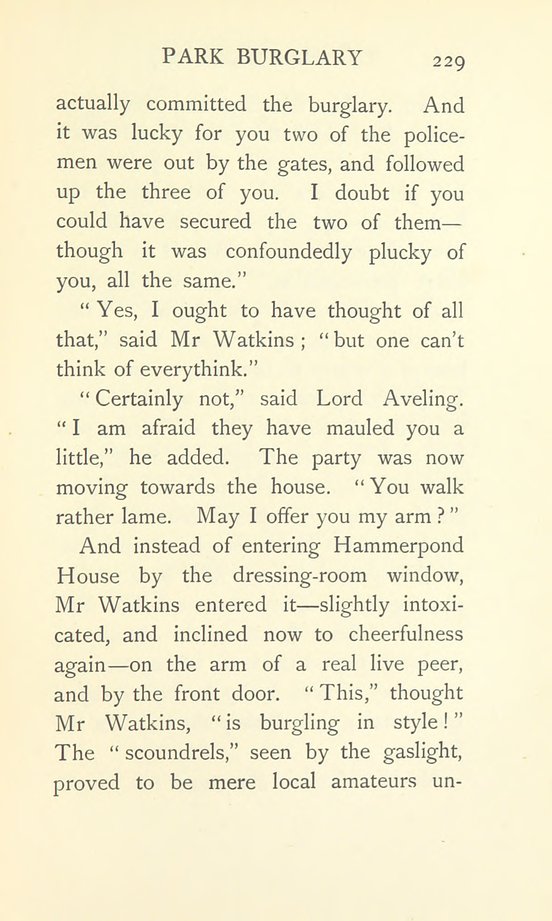 PARK BURGLARY 229
actually committed the burglary. And
it was lucky for you two of the police-
men were out by the gates, and followed
up the three of you. I doubt if you
could have secured the two of them—
though it was confoundedly plucky of
you, all the same."
" Yes, I ought to have thought of all
that," said Mr Watkins ; " but one can't
think of everythink."
" Certainly not," said Lord Aveling.
" I am afraid they have mauled you a
little," he added. The party was now
moving towards the house. " You walk
rather lame. May I offer you my arm ? "
And instead of entering Hammerpond
House by the dressing-room window,
Mr Watkins entered it—slightly intoxi-
cated, and inclined now to cheerfulness
again—on the arm of a real live peer,
and by the front door. " This," thought
Mr Watkins, " is burgling in style ! "
The " scoundrels," seen by the gaslight,
proved to be mere local amateurs un-